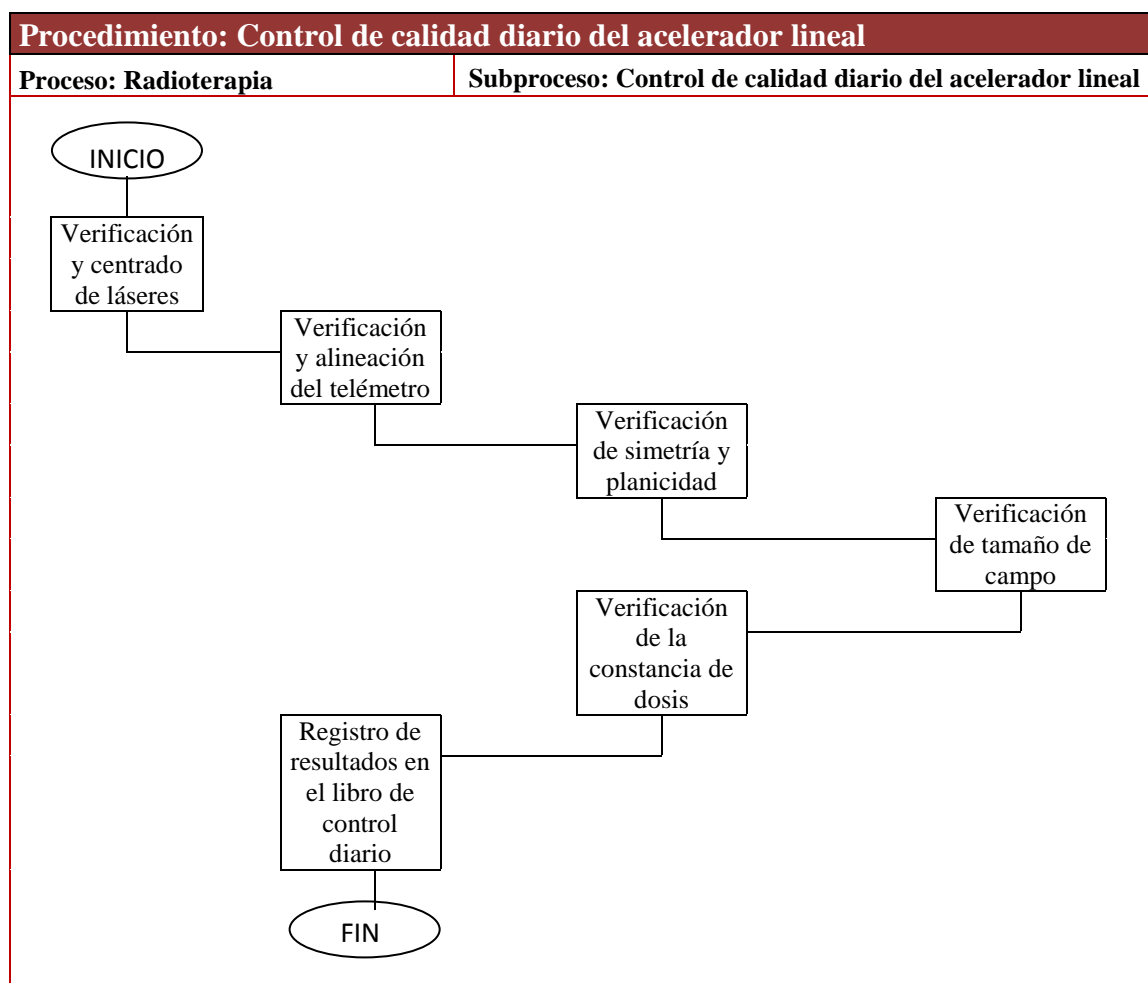 Procedimiento: Control de calidad diario del acelerador lineal
Proceso: Radioterapia
Subproceso: Control de calidad diario del acelerador lineal
INICIO
Verificación
y centrado
de láseres
Verificación
y alineación
del telémetro
Verificación
de simetría y
planicidad
Verificación
de tamaño de
campo
Verificación
de la
constancia de
dosis
Registro de
resultados en
el libro de
control
diario
FIN